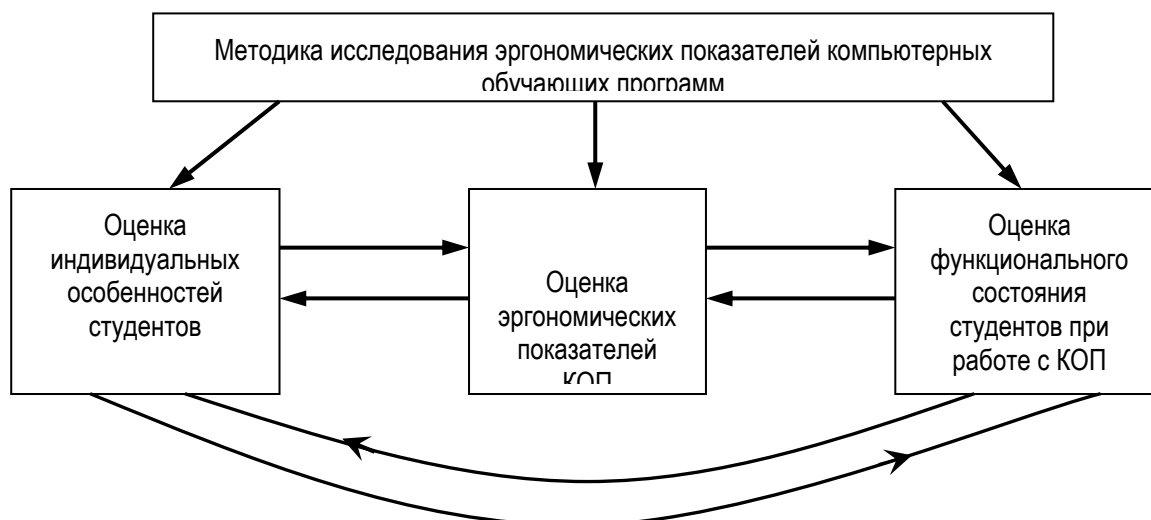 Методика исследования эргономических показателей компьютерных
обучающих программ
Оценка
индивидуальных
особенностей
студентов
Оценка
эргономических
показателей
КОП
Оценка
функционального
состояния
студентов при
работе с КОП